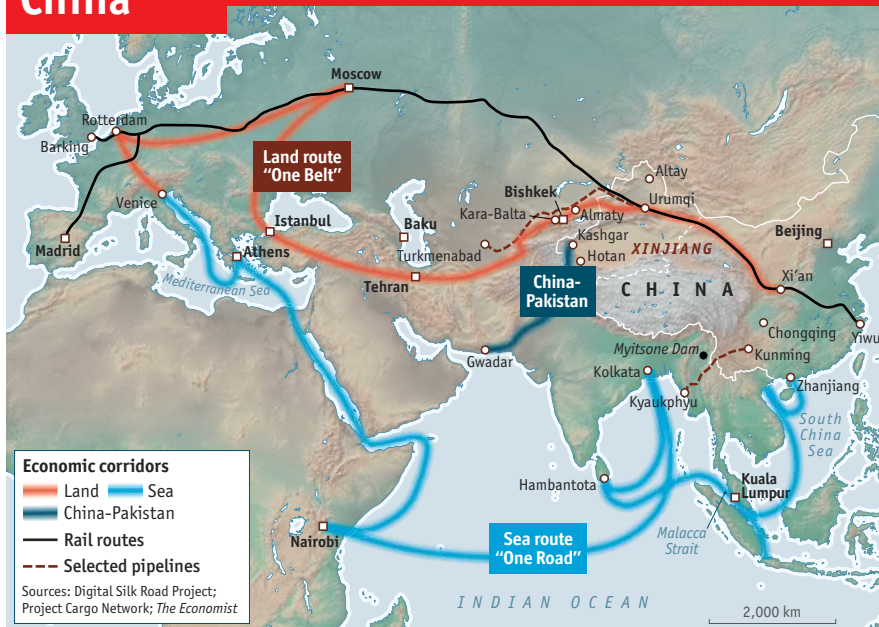 China
Moscow
Rotterdam
Barking
Land route
"One Belt"
Altay
Bishkek
Urumqi
Venice
Kara-Balta
Almaty
Istanbul
Baku
Kashgar
Beijing
Madrid
Athens
Turkmenabad
Hotan
XINJIANG
Mediterranean Sea
Tehran
China-
Pakistan
CHINA
Xi'an
Chongqing
Yiwu
Gwadar
Myitsone Dam
Kunming
Kolkata
Zhanjiang
Kyaukphyu
South
China
Sea
Economic corridors
Land
Sea
China-Pakistan
Rail routes
Selected pipelines
Sources: Digital Silk Road Project;
Project Cargo Network; The Economist
Hambantota
Kuala
Lumpur
Nairobi
Sea route
"One Road"
Malacca
Strait
INDIAN OCEAN
2,000 km